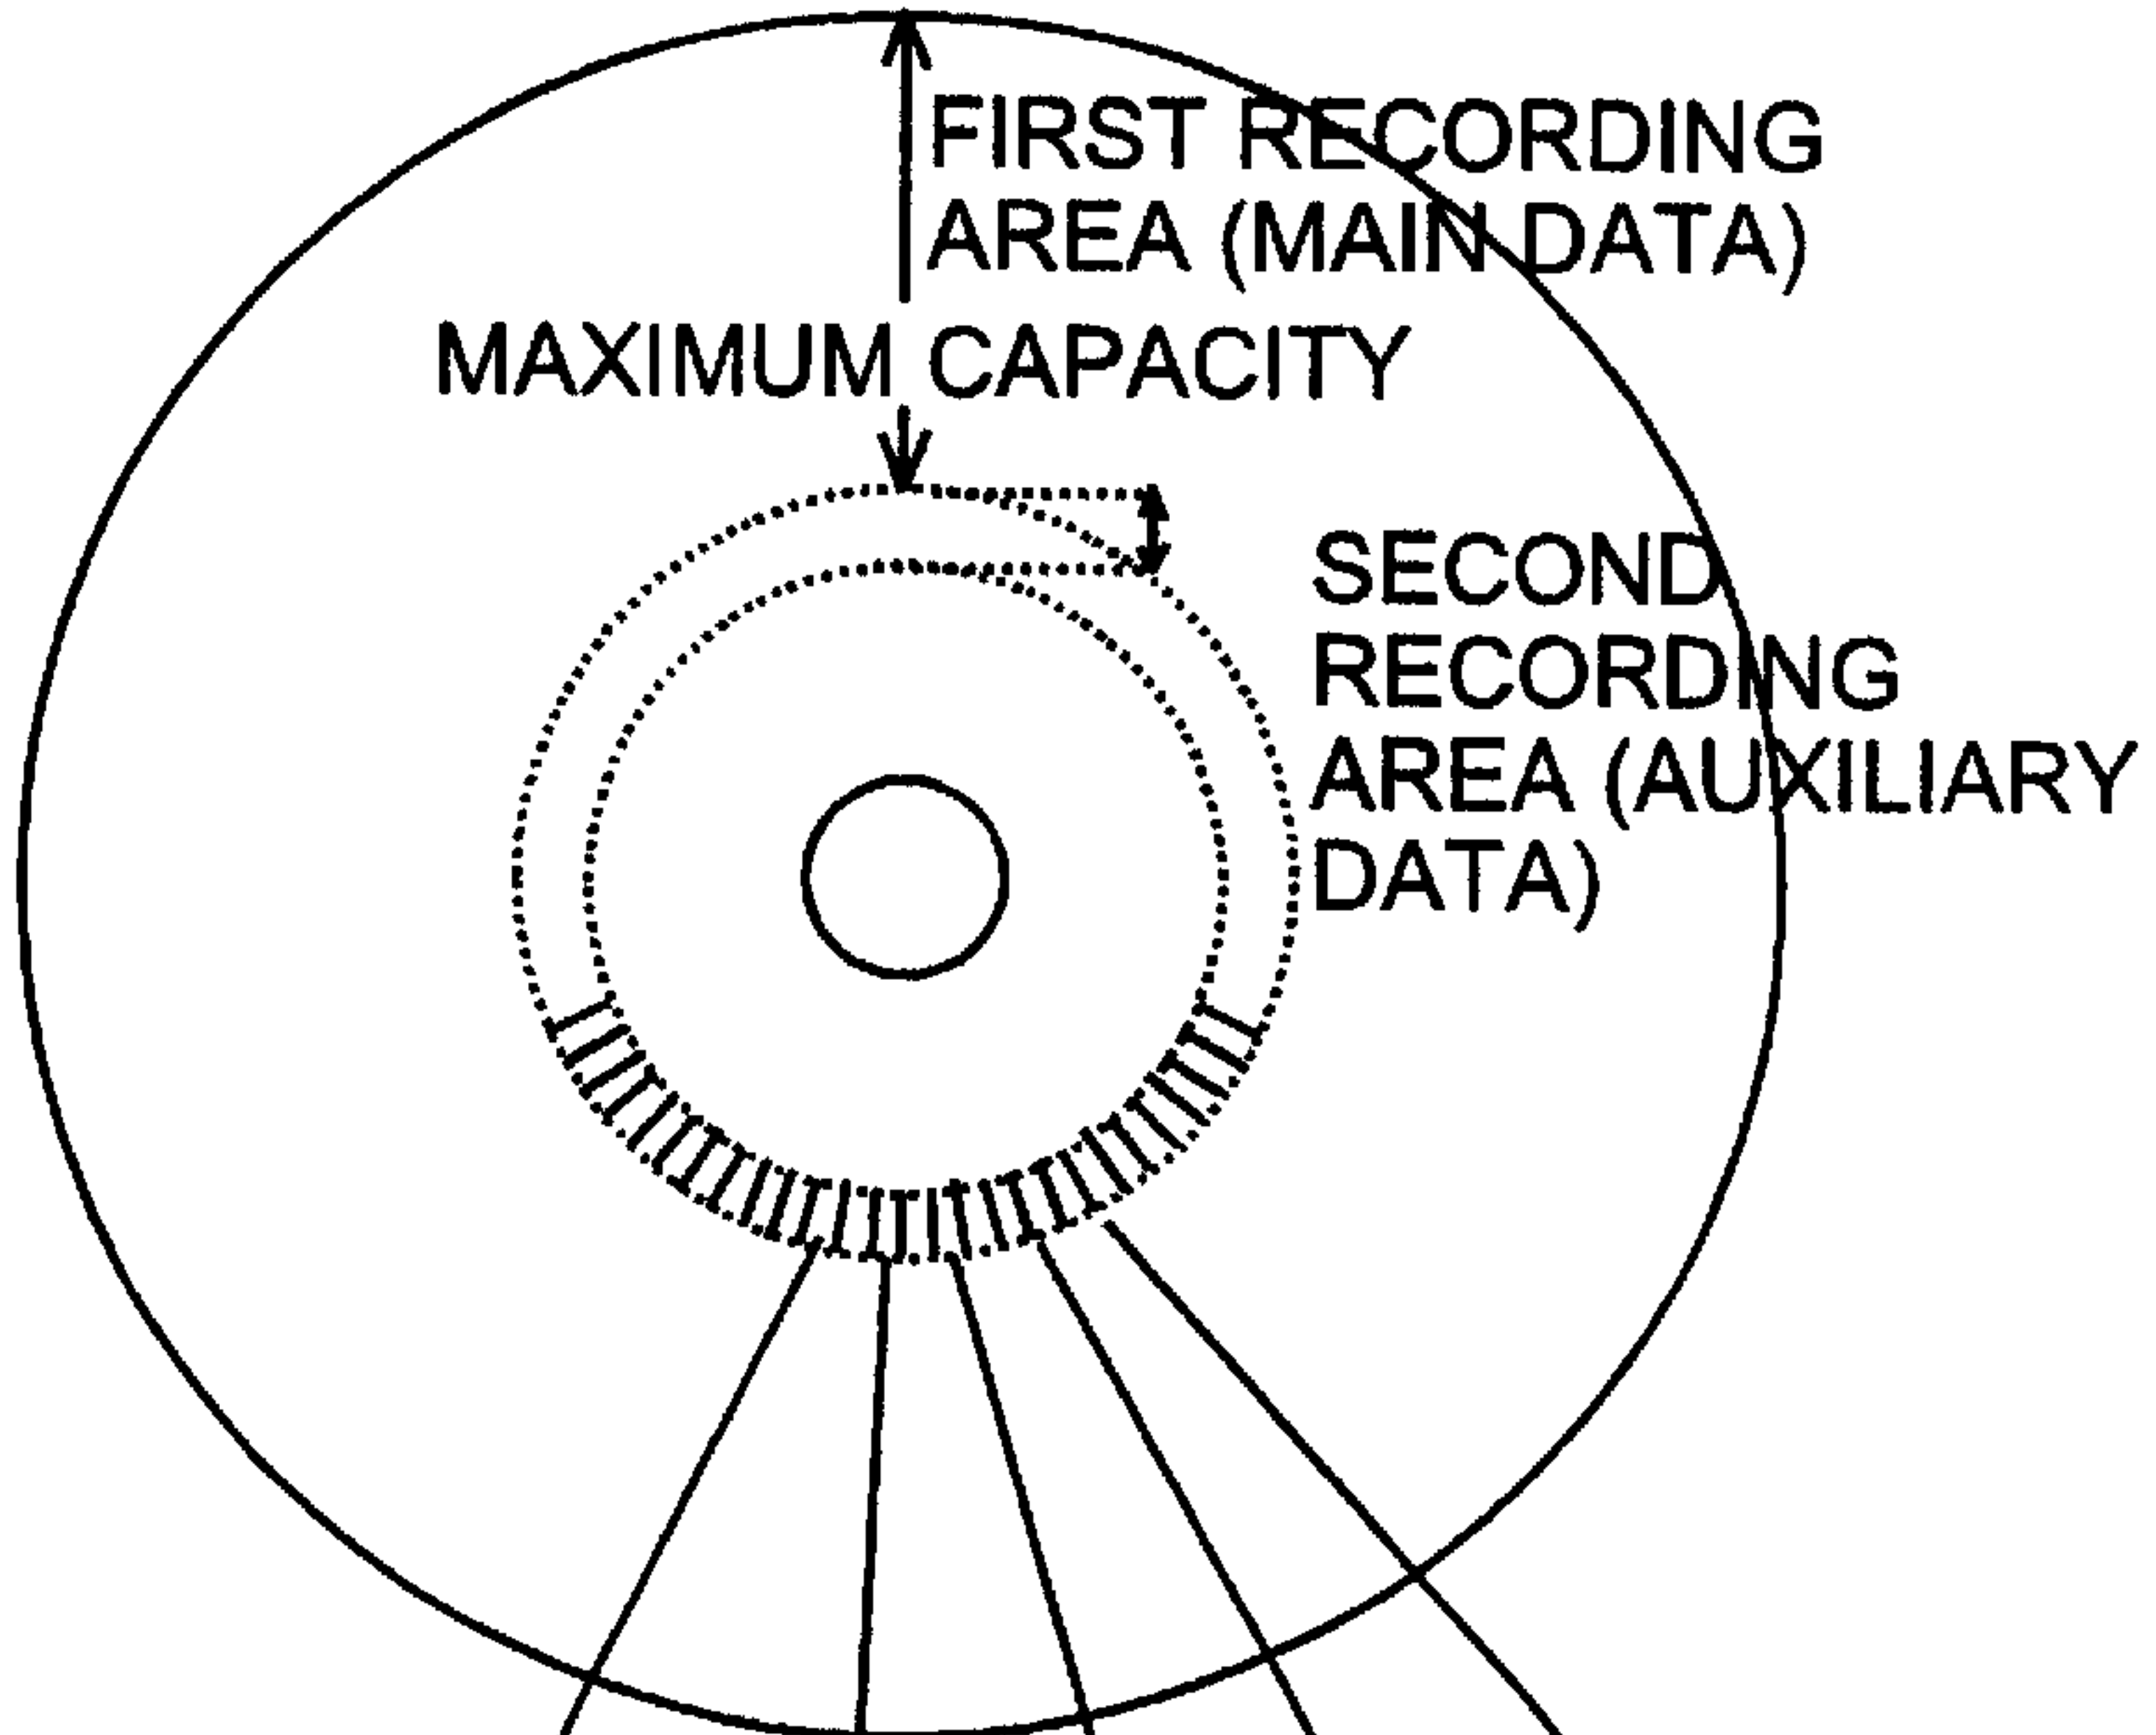 FIRST RECORDING
AREA (MAIN DATA)
MAXIMUM CAPACITY
SECOND
RECORDING
AREA (AUXILIARY
DATA)